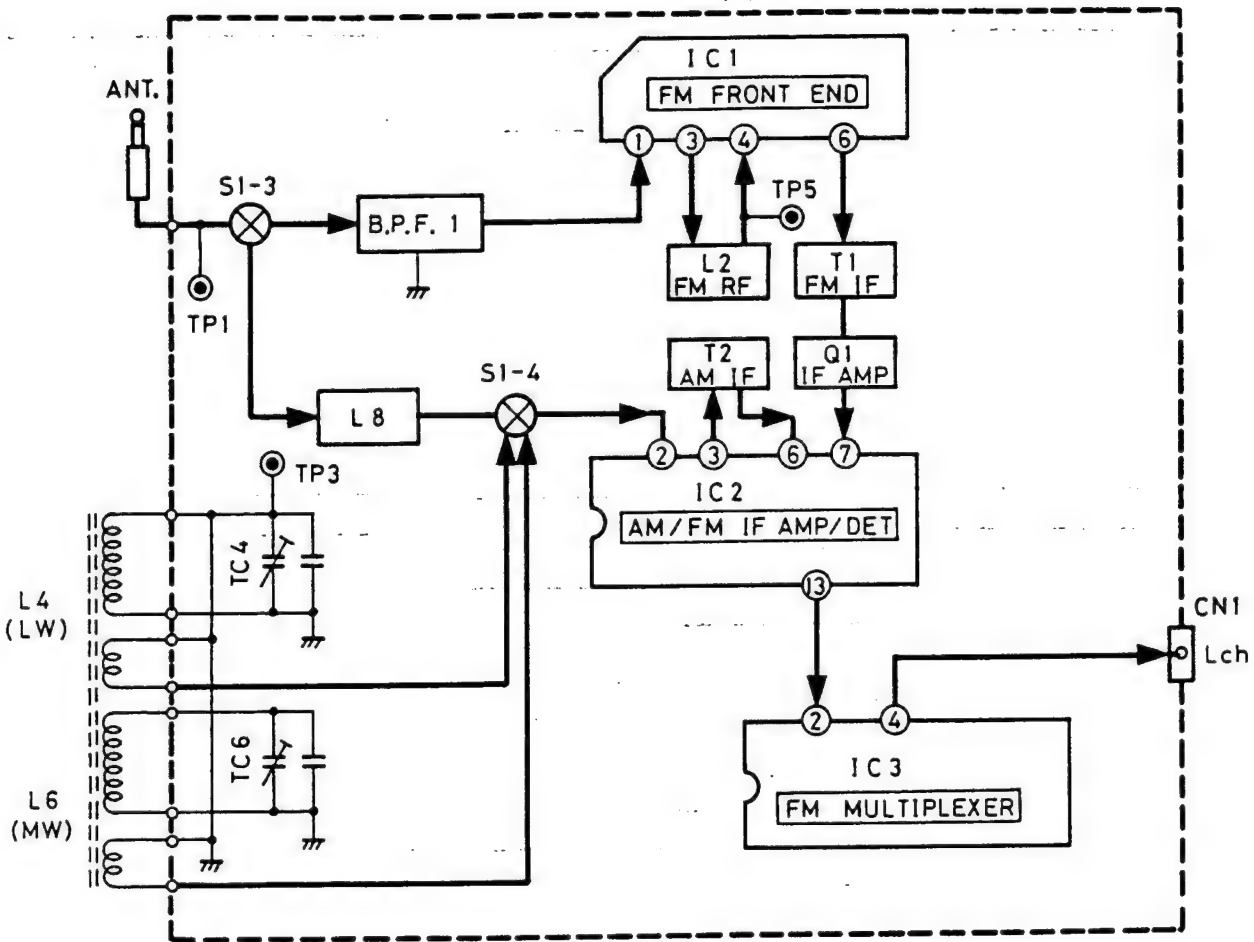 IC1
FM FRONT END
ANT.
1 3 4 6
S1-3
TP5
B.P.F. 1
L2
FM RF
T1
FM IF
TP1
T2
AM IF
Q1
IF AMP
S1-4
L8
TP3
2 3 6 7
IC2
AM/FM IF AMP/DET
TC4
13
L4
(LW)
CN1
Lch
2 4
TC6
IC3
FM MULTIPLEXER
L6
(MW)